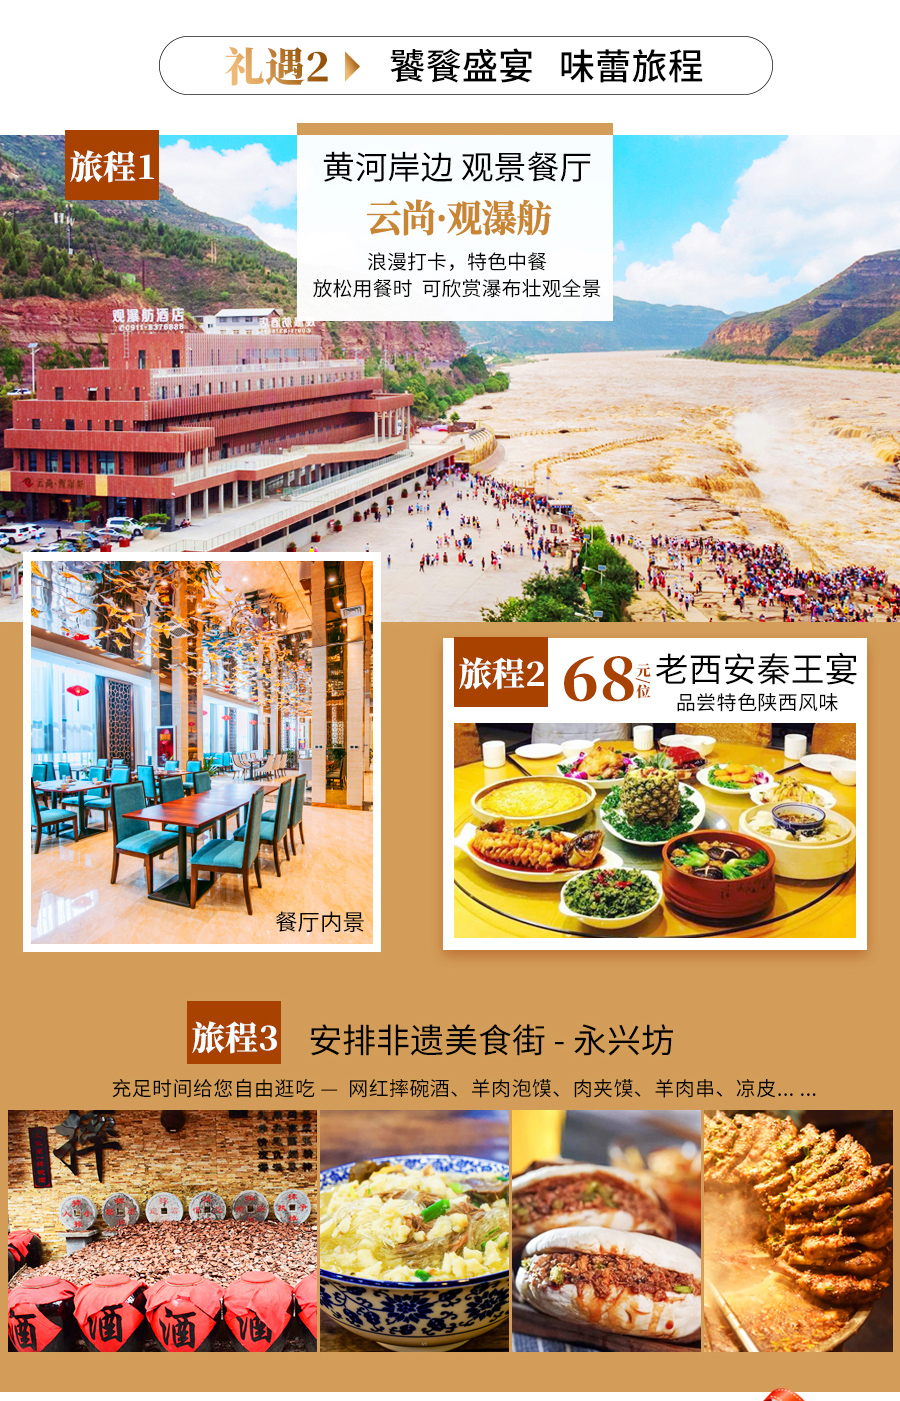 礼遇2 饕餮盛宴 味蕾旅程
旅程1
黄河岸边 观景餐厅
云尚·观瀑舫
浪漫打卡，特色中餐
放松用餐时 可欣赏瀑布壮观全景
观瀑舫酒店
云尚·观瀑舫
餐厅内景
旅程2
68元/位 老西安秦王宴
品尝特色陕西风味
旅程3
安排非遗美食街 - 永兴坊
充足时间给您自由逛吃 — 网红摔碗酒、羊肉泡馍、肉夹馍、羊肉串、凉皮... ...
酒 酒 酒 酒